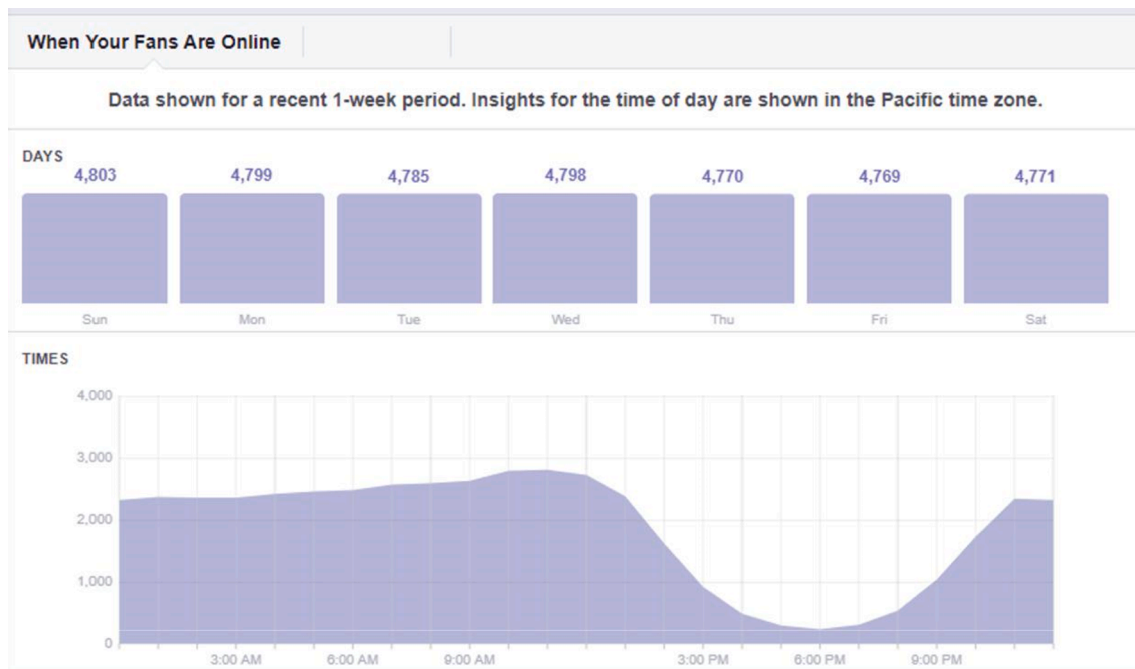 When Your Fans Are Online
Data shown for a recent 1-week period. Insights for the time of day are shown in the Pacific time zone.
DAYS
4,803 4,799 4,785 4,798 4,770 4,769 4,771
Sun Mon Tue Wed Thu Fri Sat
TIMES
4,000
3,000
2,000
1,000
0
3:00 AM 6:00 AM 9:00 AM 3:00 PM 6:00 PM 9:00 PM